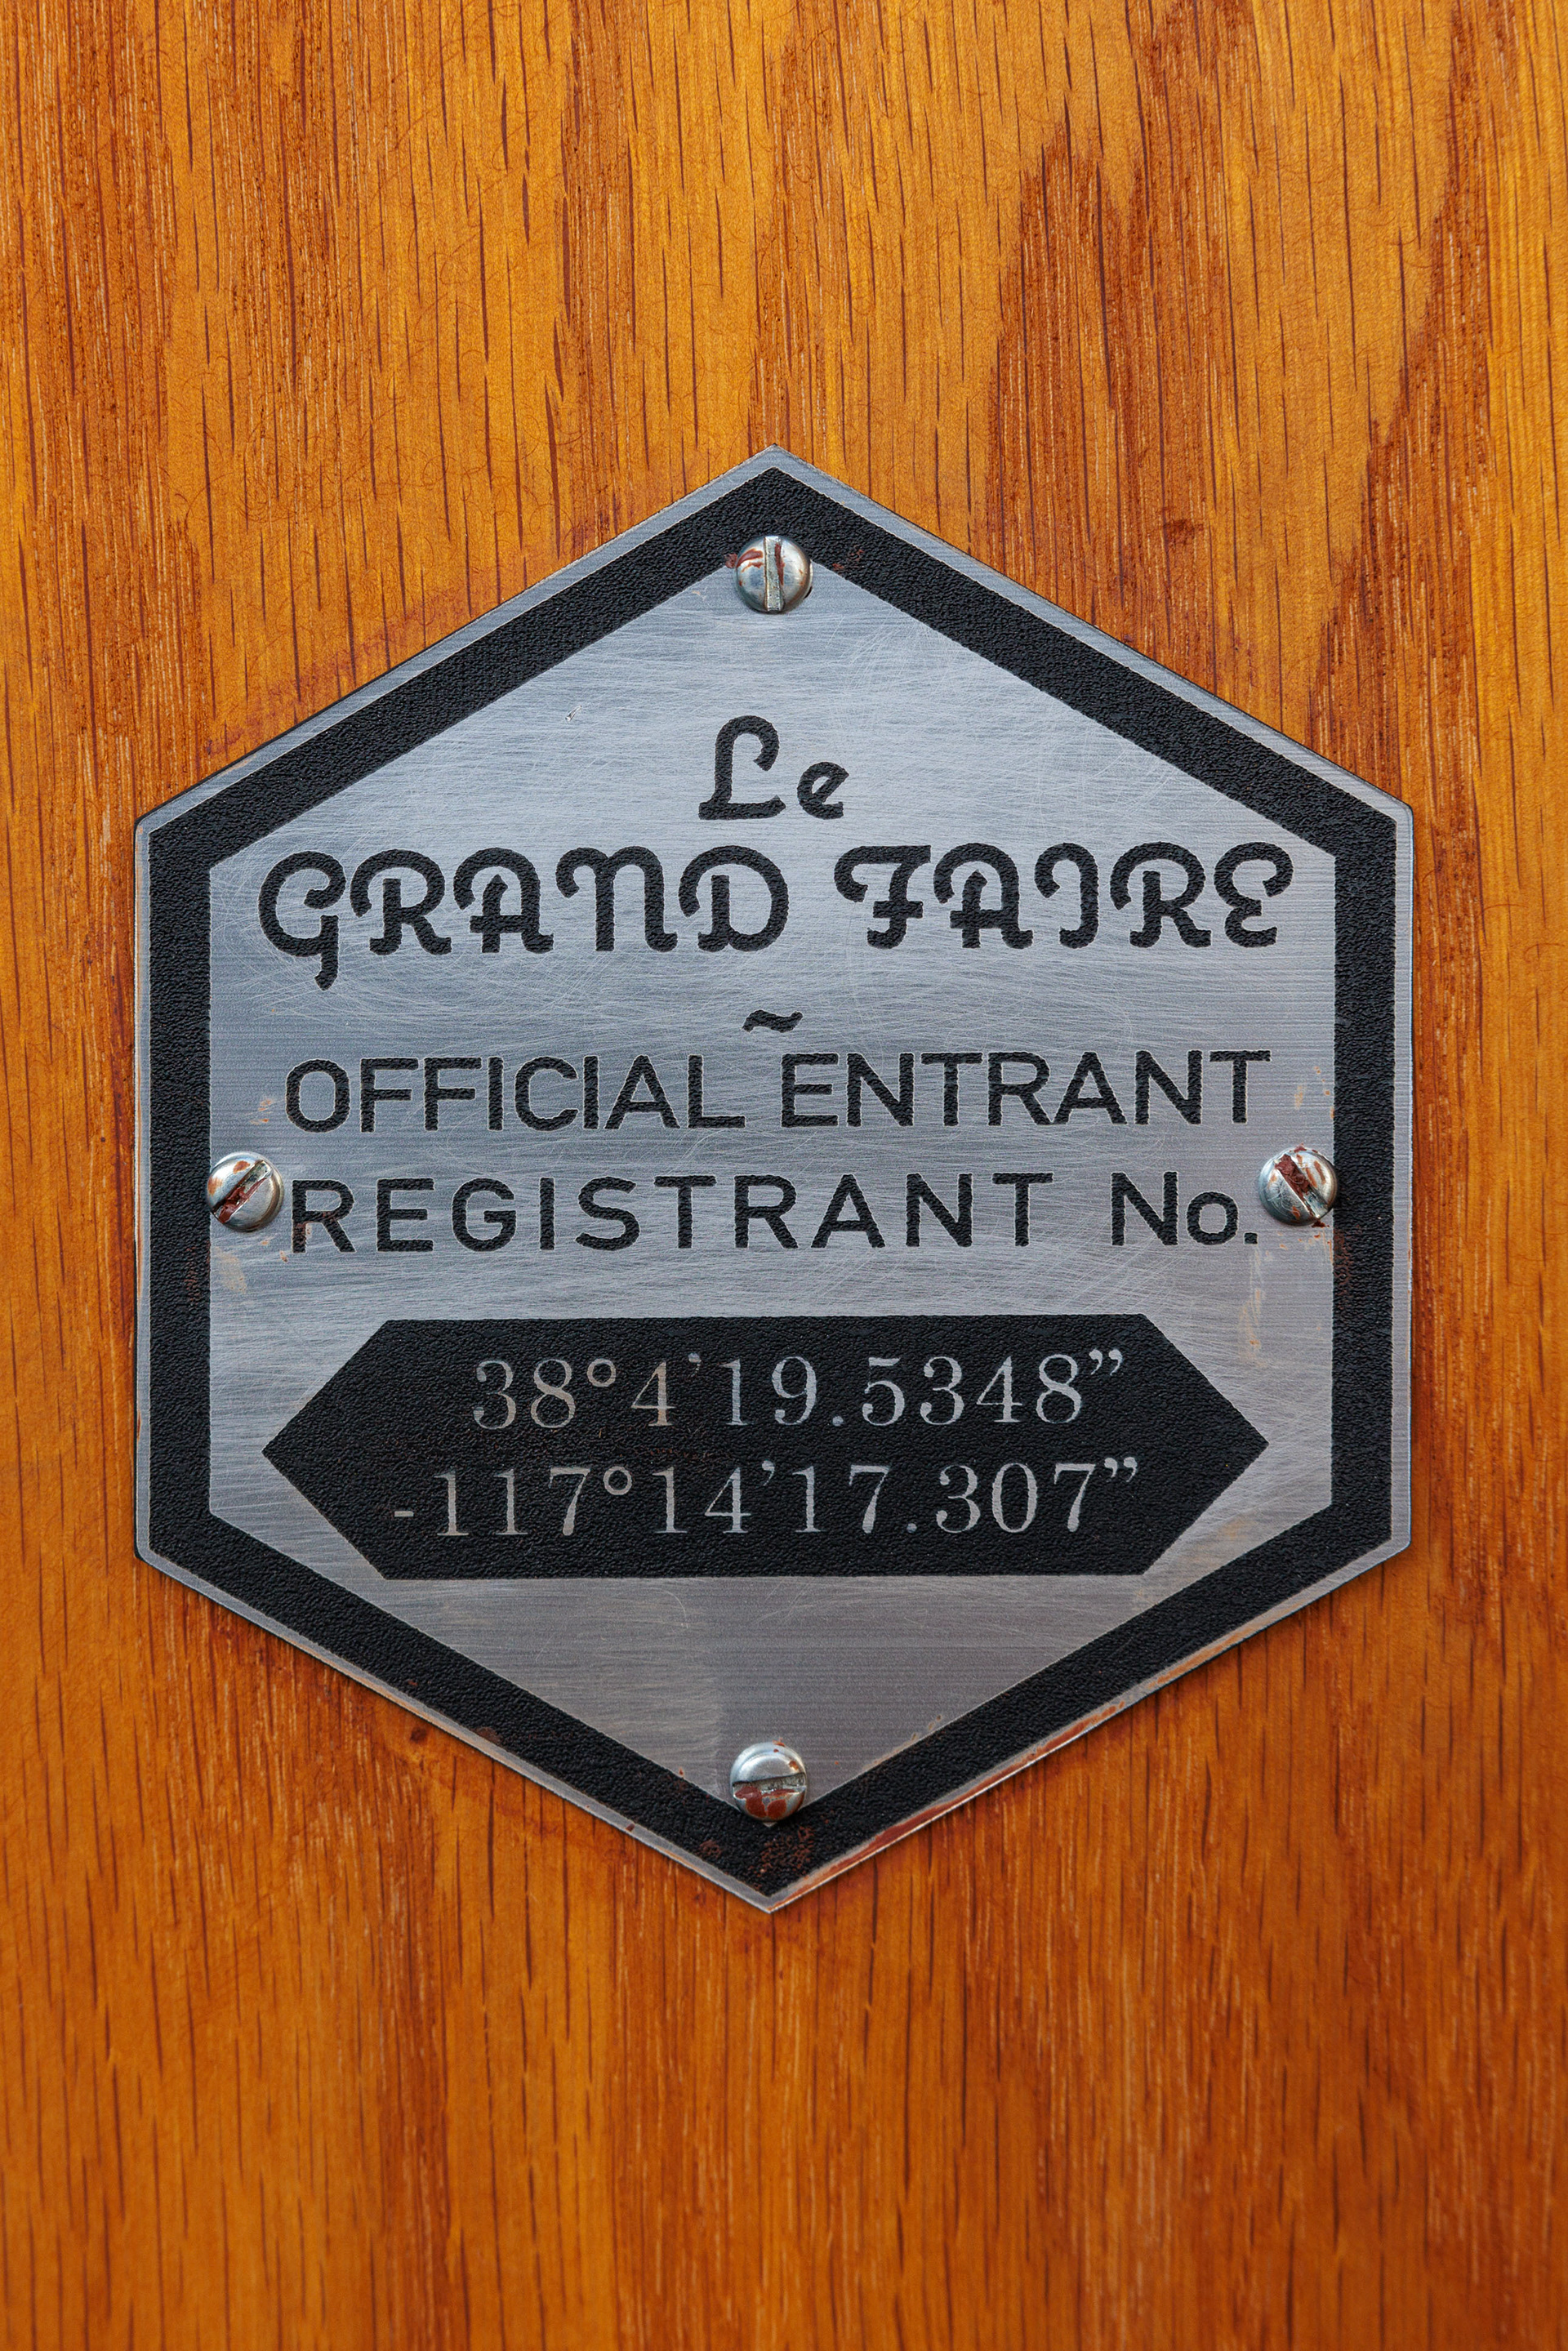 Le
GRAND FAIRE
~
OFFICIAL ENTRANT
REGISTRANT No.
38°4’19.5348”
-117°14’17.307”